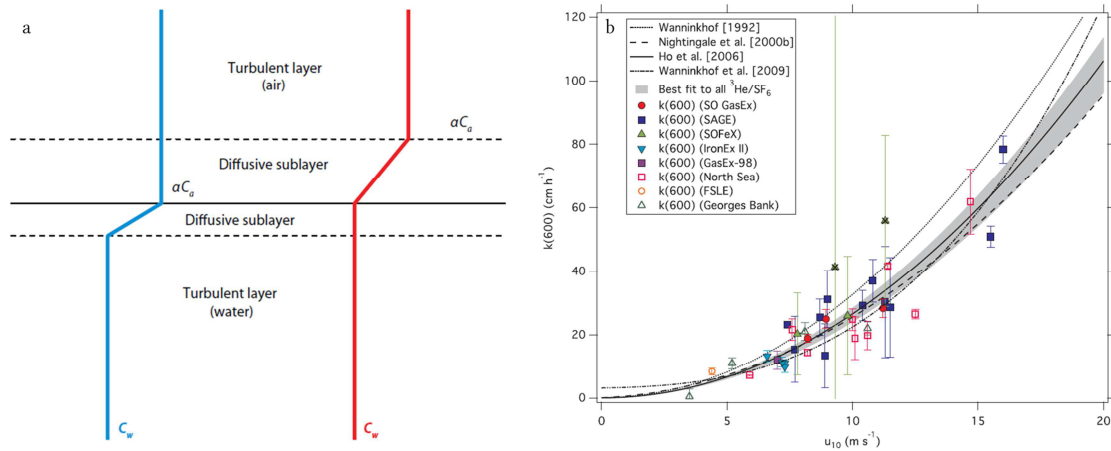 a
Turbulent layer
(air)
αCa
Diffusive sublayer
αCa
Diffusive sublayer
Turbulent layer
(water)
Cw
Cw
b
120
100
80
60
40
20
0
k(600) (cm h⁻¹)
Wanninkhof [1992]
Nightingale et al. [2000b]
Ho et al. [2006]
Wanninkhof et al. [2009]
Best fit to all ³He/SF₆
k(600) (SO GasEx)
k(600) (SAGE)
k(600) (SOFeX)
k(600) (IronEx II)
k(600) (GasEx-98)
k(600) (North Sea)
k(600) (FSLE)
k(600) (Georges Bank)
0 5 10 15 20
u₁₀ (m s⁻¹)